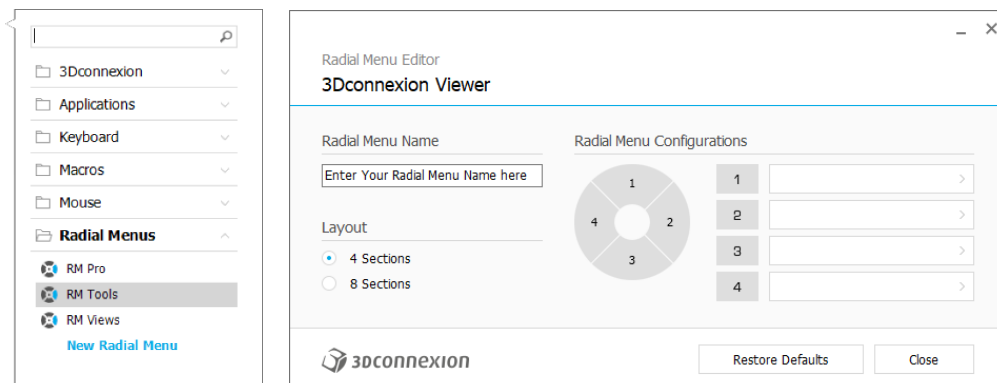 3Dconnexion
Applications
Keyboard
Macros
Mouse
Radial Menus
RM Pro
RM Tools
RM Views
New Radial Menu
Radial Menu Editor
3Dconnexion Viewer
Radial Menu Name
Enter Your Radial Menu Name here
Layout
4 Sections
8 Sections
Radial Menu Configurations
1
2
3
4
1
2
3
4
3Dconnexion
Restore Defaults
Close